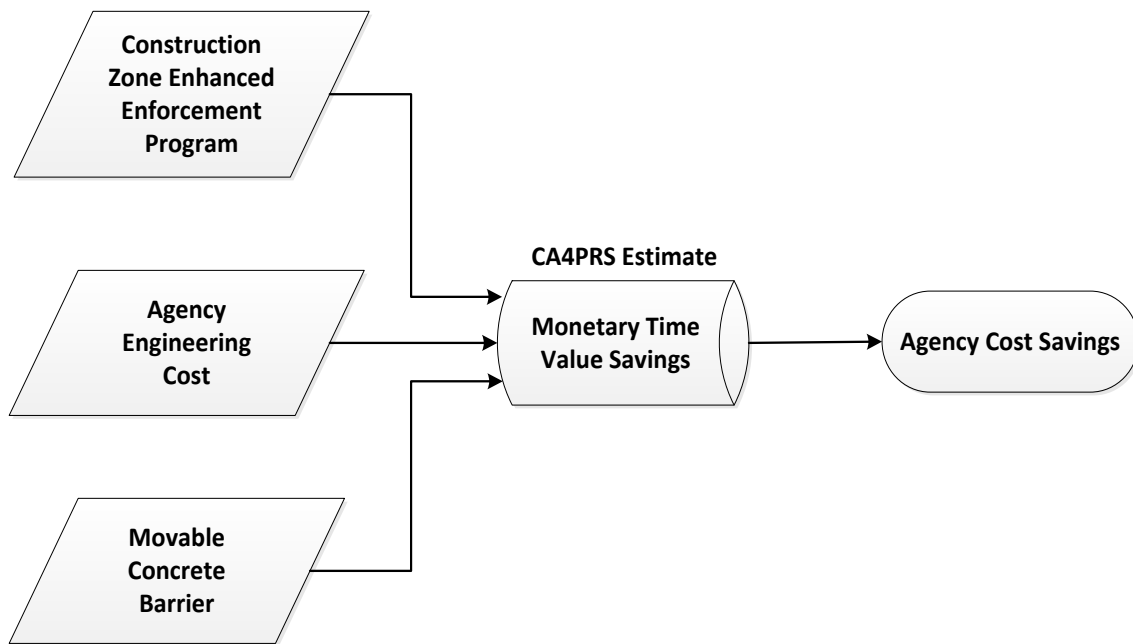 Construction
Zone Enhanced
Enforcement
Program
CA4PRS Estimate
Agency
Engineering
Cost
Monetary Time
Value Savings
Agency Cost Savings
Movable
Concrete
Barrier